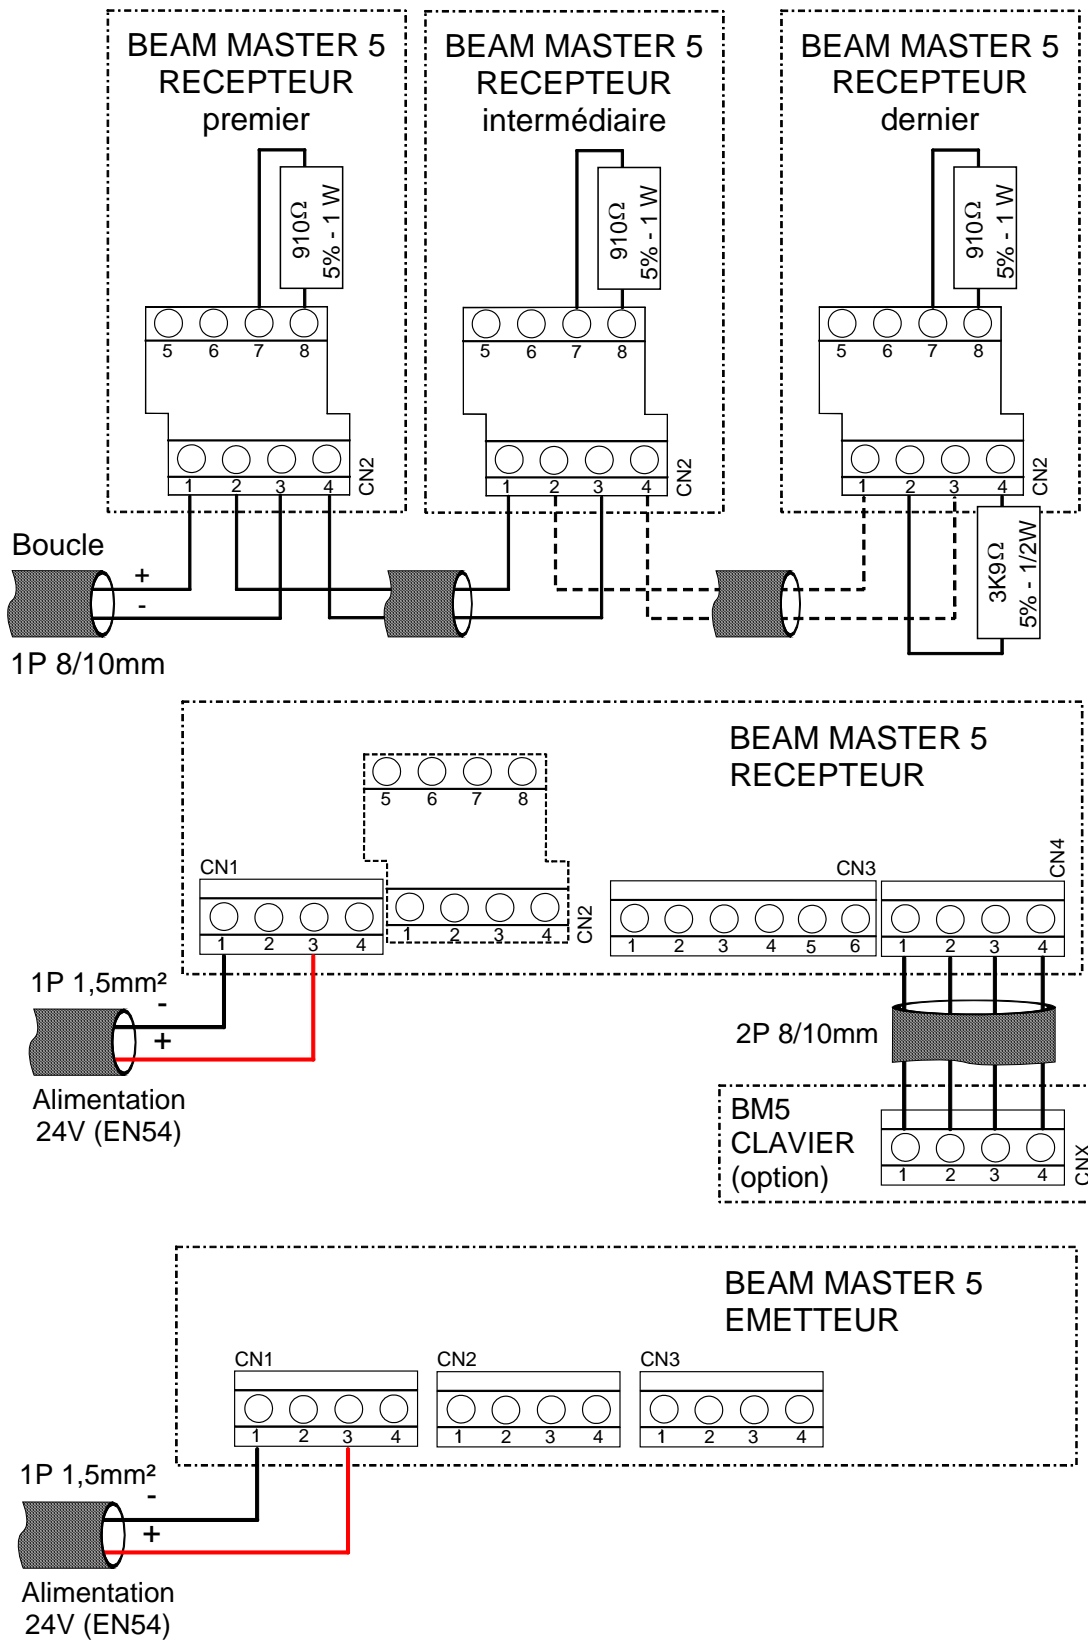 BEAM MASTER 5
RECEPTEUR
premier
BEAM MASTER 5
RECEPTEUR
intermédiaire
BEAM MASTER 5
RECEPTEUR
dernier
910Ω
5% - 1 W
910Ω
5% - 1 W
910Ω
5% - 1 W
5 6 7 8
5 6 7 8
5 6 7 8
1 2 3 4
CN2
1 2 3 4
CN2
1 2 3 4
CN2
Boucle
+
-
1P 8/10mm
3K9Ω
5% - 1/2W
BEAM MASTER 5
RECEPTEUR
5 6 7 8
CN1
1 2 3 4
1 2 3 4
CN2
CN3
1 2 3 4 5 6
CN4
1 2 3 4
1P 1,5mm²
-
+
Alimentation
24V (EN54)
2P 8/10mm
BM5
CLAVIER
(option)
1 2 3 4
CNX
BEAM MASTER 5
EMETTEUR
CN1
1 2 3 4
CN2
1 2 3 4
CN3
1 2 3 4
1P 1,5mm²
-
+
Alimentation
24V (EN54)